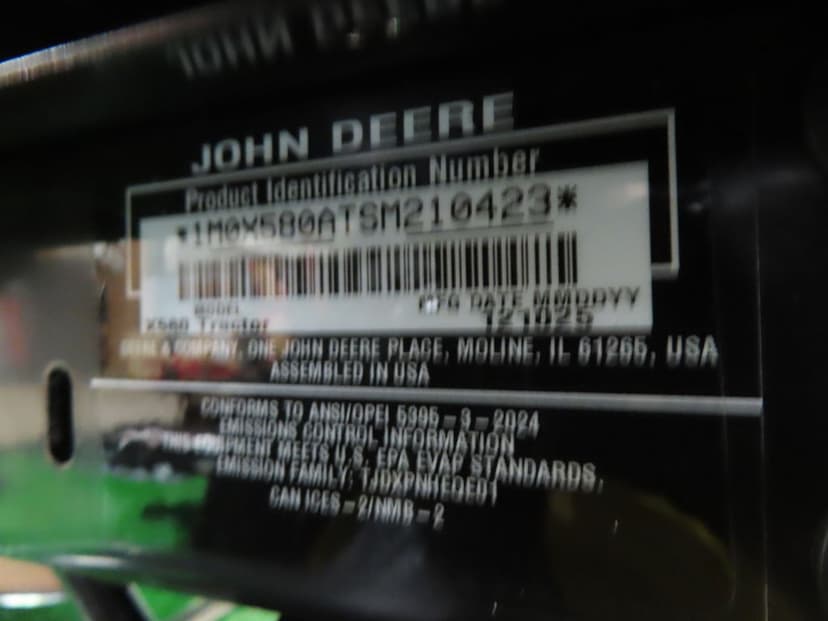 JOHN DEERE
Product Identification Number
*1M0X580ATSM210423*
MODEL MFG DATE MMDDYY
X580 Tractor 121025
DEERE & COMPANY, ONE JOHN DEERE PLACE, MOLINE, IL 61265, USA
ASSEMBLED IN USA
CONFORMS TO ANSI/OPEI 5395-3-2024
EMISSIONS CONTROL INFORMATION
THIS EQUIPMENT MEETS U.S. EPA EVAP STANDARDS,
EMISSION FAMILY:
CAN ICES-2/NMB-2